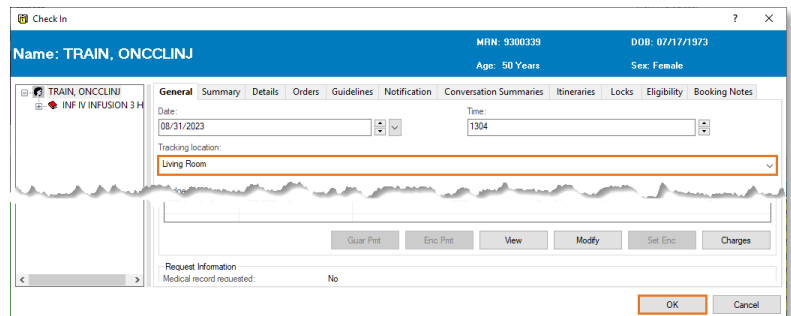 Check In
? ×
Name: TRAIN, ONCCLINJ
MRN: 9300339
DOB: 07/17/1973
Age: 50 Years
Sex: Female
TRAIN, ONCCLINJ
INF IV INFUSION 3 H
General Summary Details Orders Guidelines Notification Conversation Summaries Itineraries Locks Eligibility Booking Notes
Date:
Time:
08/31/2023
1304
Tracking location:
Living Room
Guar Pmt Enc Pmt View Modify Set Enc Charges
Request Information
Medical record requested: No
OK Cancel